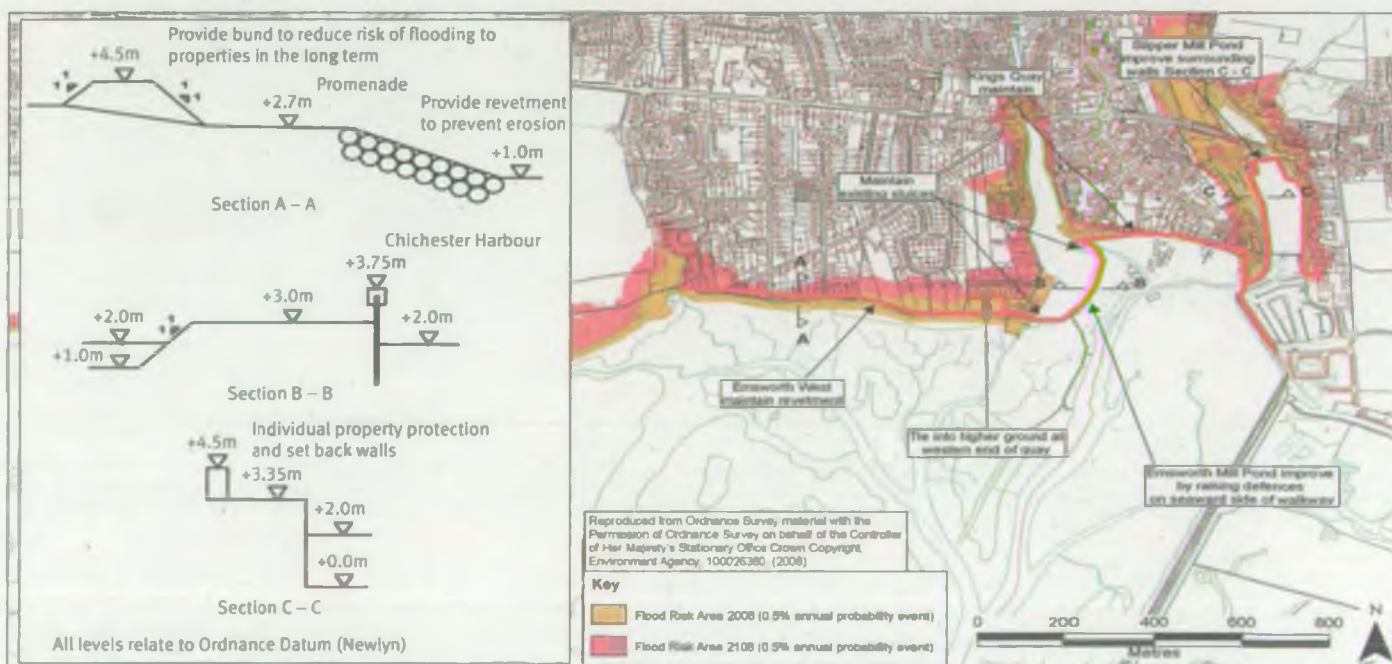 Provide bund to reduce risk of flooding to
properties in the long term
+4.5m
Promenade
+2.7m
Provide revetment
to prevent erosion
+1.0m
Section A – A
Chichester Harbour
+3.75m
+3.0m
+2.0m
+2.0m
+1.0m
Section B – B
Individual property protection
and set back walls
+4.5m
+3.35m
+2.0m
+0.0m
Section C – C
All levels relate to Ordnance Datum (Newlyn)
Slipper Mill Pond
improve surrounding
walls Section C - C
Kings Quay
maintain
Maintain
existing sluices
C
C
A
A
B
B
Emsworth West
maintain revetment
Tie into higher ground at
western end of quay
Emsworth Mill Pond improve
by raising defences
on seaward side of walkway
Reproduced from Ordnance Survey material with the
Permission of Ordnance Survey on behalf of the Controller
of Her Majesty's Stationary Office Crown Copyright,
Environment Agency, 100026380, (2008)
Key
Flood Risk Area 2008 (0.5% annual probability event)
Flood Risk Area 2108 (0.5% annual probability event)
N
0 200 400 600 800
Metres